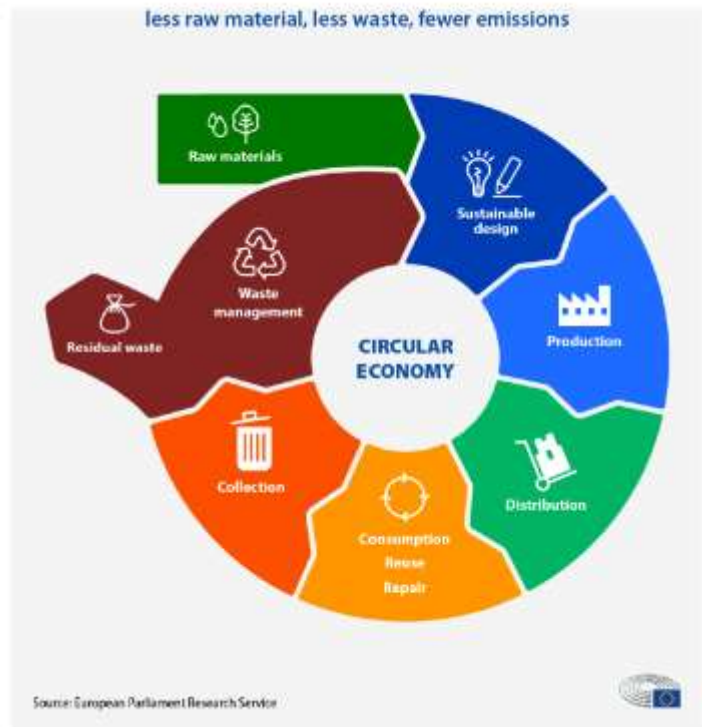 less raw material, less waste, fewer emissions
Raw materials
Sustainable
design
Production
Distribution
Consumption
Reuse
Repair
Collection
Waste
management
Residual waste
CIRCULAR
ECONOMY
Source: European Parliament Research Service